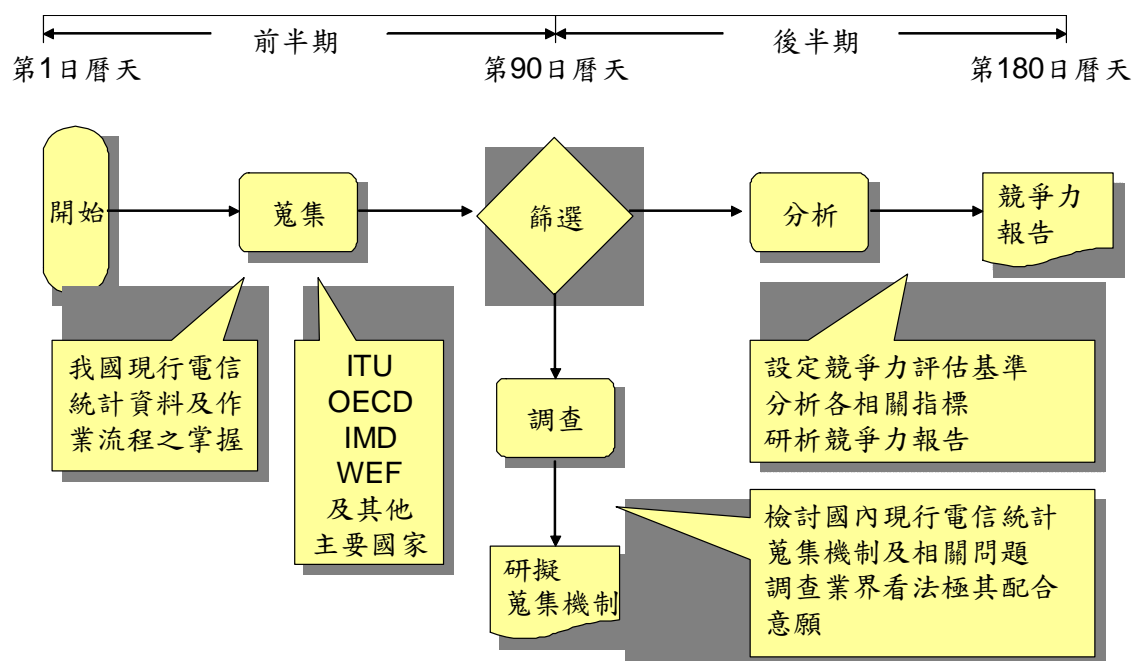 前半期
後半期
第1日曆天
第90日曆天
第180日曆天
開始
蒐集
篩選
分析
競爭力
報告
我國現行電信
統計資料及作
業流程之掌握
ITU
OECD
IMD
WEF
及其他
主要國家
設定競爭力評估基準
分析各相關指標
研析競爭力報告
調查
檢討國內現行電信統計
蒐集機制及相關問題
調查業界看法極其配合
意願
研擬
蒐集機制